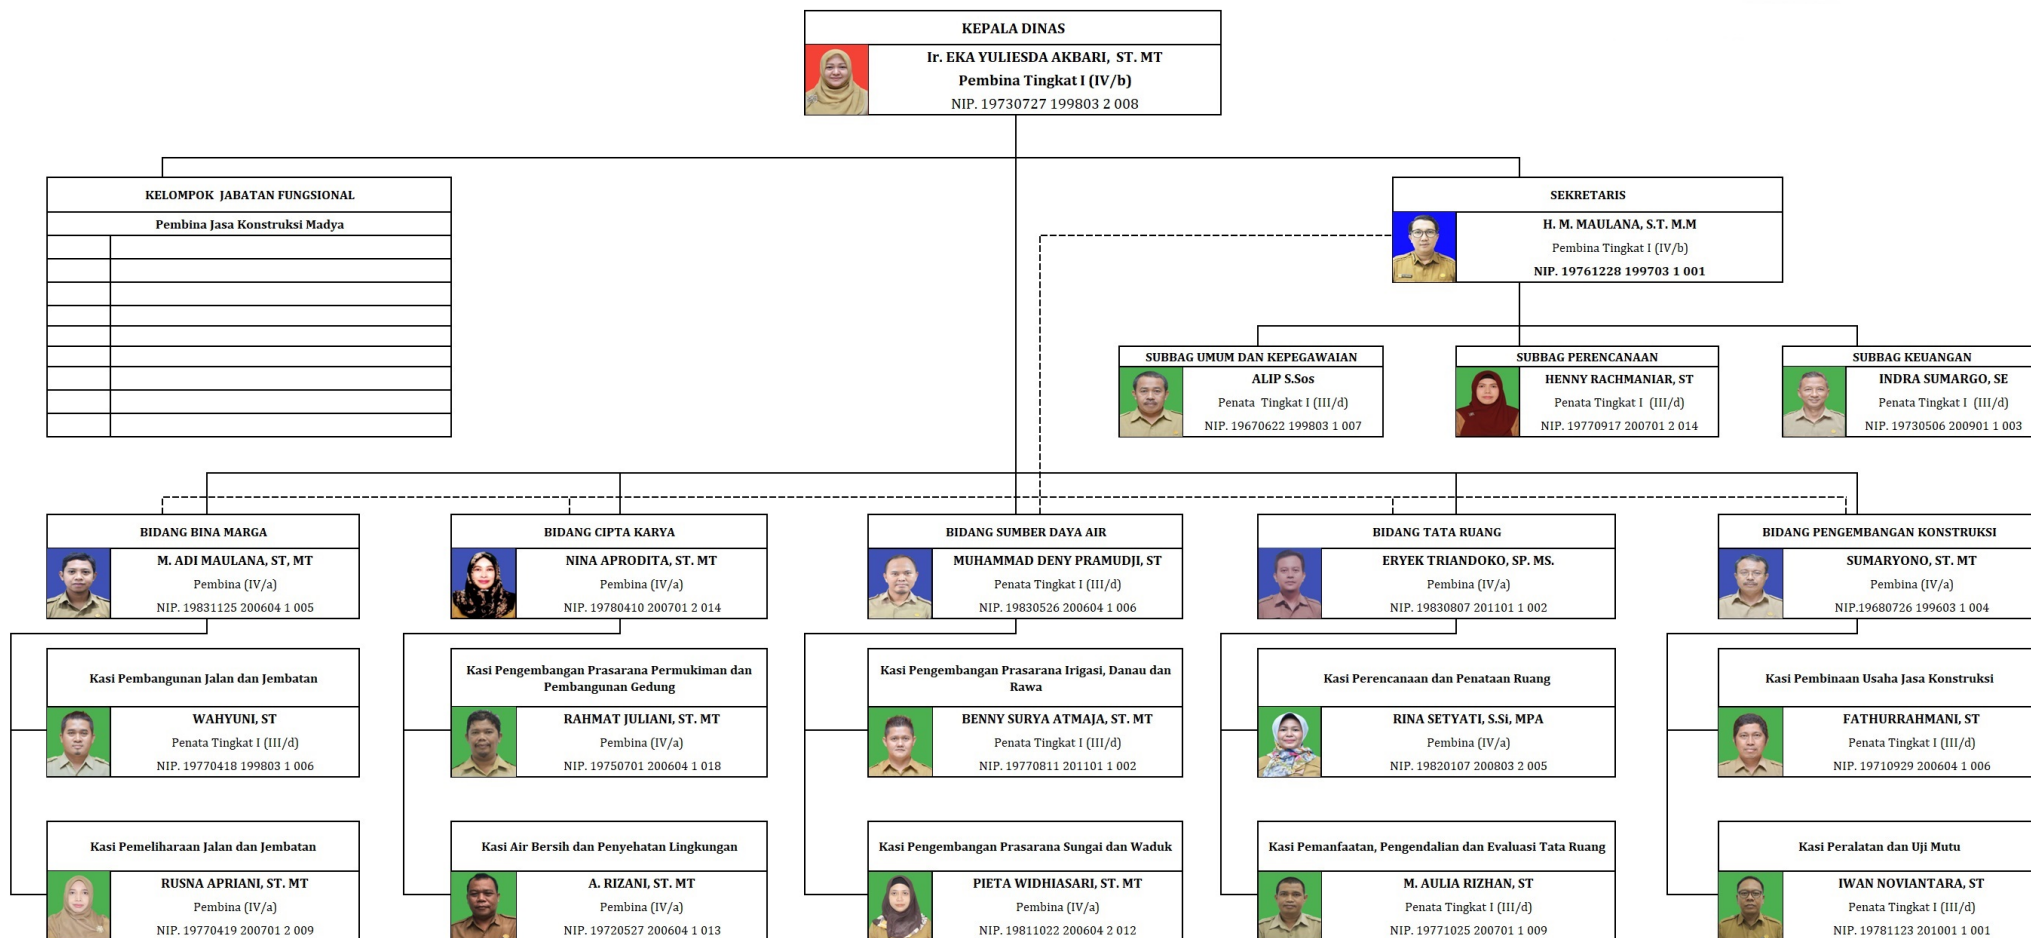 KEPALA DINAS
Ir. EKA YULIESDA AKBARI, ST. MT
Pembina Tingkat I (IV/b)
NIP. 19730727 199803 2 008
KELOMPOK JABATAN FUNGSIONAL
Pembina Jasa Konstruksi Madya
SEKRETARIS
H. M. MAULANA, S.T. M.M
Pembina Tingkat I (IV/b)
NIP. 19761228 199703 1 001
SUBBAG UMUM DAN KEPEGAWAIAN
ALIP S.Sos
Penata Tingkat I (III/d)
NIP. 19670622 199803 1 007
SUBBAG PERENCANAAN
HENNY RACHMANIAR, ST
Penata Tingkat I (III/d)
NIP. 19770917 200701 2 014
SUBBAG KEUANGAN
INDRA SUMARGO, SE
Penata Tingkat I (III/d)
NIP. 19730506 200901 1 003
BIDANG BINA MARGA
M. ADI MAULANA, ST, MT
Pembina (IV/a)
NIP. 19831125 200604 1 005
BIDANG CIPTA KARYA
NINA APRODITA, ST. MT
Pembina (IV/a)
NIP. 19780410 200701 2 014
BIDANG SUMBER DAYA AIR
MUHAMMAD DENY PRAMUDJI, ST
Penata Tingkat I (III/d)
NIP. 19830526 200604 1 006
BIDANG TATA RUANG
ERYEK TRIANDOKO, SP. MS.
Pembina (IV/a)
NIP. 19830807 201101 1 002
BIDANG PENGEMBANGAN KONSTRUKSI
SUMARYONO, ST. MT
Pembina (IV/a)
NIP.19680726 199603 1 004
Kasi Pembangunan Jalan dan Jembatan
WAHYUNI, ST
Penata Tingkat I (III/d)
NIP. 19770418 199803 1 006
Kasi Pengembangan Prasarana Permukiman dan
Pembangunan Gedung
RAHMAT JULIANI, ST. MT
Pembina (IV/a)
NIP. 19750701 200604 1 018
Kasi Pengembangan Prasarana Irigasi, Danau dan
Rawa
BENNY SURYA ATMAJA, ST. MT
Penata Tingkat I (III/d)
NIP. 19770811 201101 1 002
Kasi Perencanaan dan Penataan Ruang
RINA SETYATI, S.Si, MPA
Pembina (IV/a)
NIP. 19820107 200803 2 005
Kasi Pembinaan Usaha Jasa Konstruksi
FATHURRAHMANI, ST
Penata Tingkat I (III/d)
NIP. 19710929 200604 1 006
Kasi Pemeliharaan Jalan dan Jembatan
RUSNA APRIANI, ST. MT
Pembina (IV/a)
NIP. 19770419 200701 2 009
Kasi Air Bersih dan Penyehatan Lingkungan
A. RIZANI, ST. MT
Pembina (IV/a)
NIP. 19720527 200604 1 013
Kasi Pengembangan Prasarana Sungai dan Waduk
PIETA WIDHIASARI, ST. MT
Pembina (IV/a)
NIP. 19811022 200604 2 012
Kasi Pemanfaatan, Pengendalian dan Evaluasi Tata Ruang
M. AULIA RIZHAN, ST
Penata Tingkat I (III/d)
NIP. 19771025 200701 1 009
Kasi Peralatan dan Uji Mutu
IWAN NOVIANTARA, ST
Penata Tingkat I (III/d)
NIP. 19781123 201001 1 001